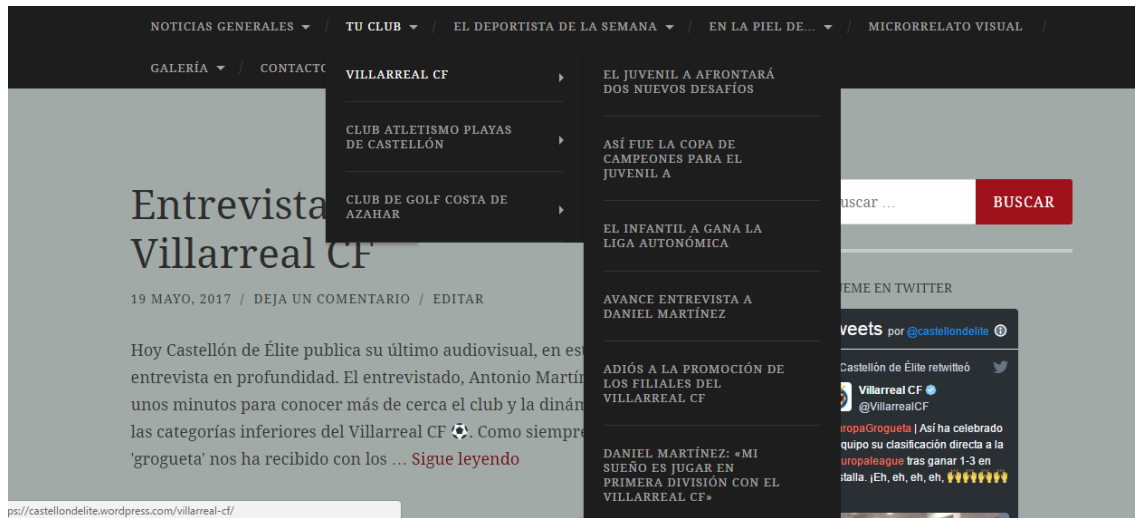 NOTICIAS GENERALES / TU CLUB / EL DEPORTISTA DE LA SEMANA / EN LA PIEL DE... / MICRORRELATO VISUAL /
GALERÍA / CONTACTO
VILLARREAL CF
CLUB ATLETISMO PLAYAS
DE CASTELLÓN
CLUB DE GOLF COSTA DE
AZAHAR
EL JUVENIL A AFRONTARÁ
DOS NUEVOS DESAFÍOS
ASÍ FUE LA COPA DE
CAMPEONES PARA EL
JUVENIL A
EL INFANTIL A GANA LA
LIGA AUTONÓMICA
AVANCE ENTREVISTA A
DANIEL MARTÍNEZ
ADIÓS A LA PROMOCIÓN DE
LOS FILIALES DEL
VILLARREAL CF
DANIEL MARTÍNEZ: «MI
SUEÑO ES JUGAR EN
PRIMERA DIVISIÓN CON EL
VILLARREAL CF»
Entrevista
Villarreal CF
19 MAYO, 2017 / DEJA UN COMENTARIO / EDITAR
Hoy Castellón de Élite publica su último audiovisual, en
entrevista en profundidad. El entrevistado, Antonio
unos minutos para conocer más de cerca el club y la
las categorías inferiores del Villarreal CF ⚽. Como siempre
'grogueta' nos ha recibido con los … Sigue leyendo
uscar …
BUSCAR
EME EN TWITTER
weets por @castellondelite
Castellón de Élite retwitteó
Villarreal CF
@VillarrealCF
ropaGrogueta | Así ha celebrado
quipo su clasificación directa a la
uropaleague tras ganar 1-3 en
stalla. ¡Eh, eh, eh, eh, 🙌🙌🙌🙌🙌🙌
ps://castellondelite.wordpress.com/villarreal-cf/